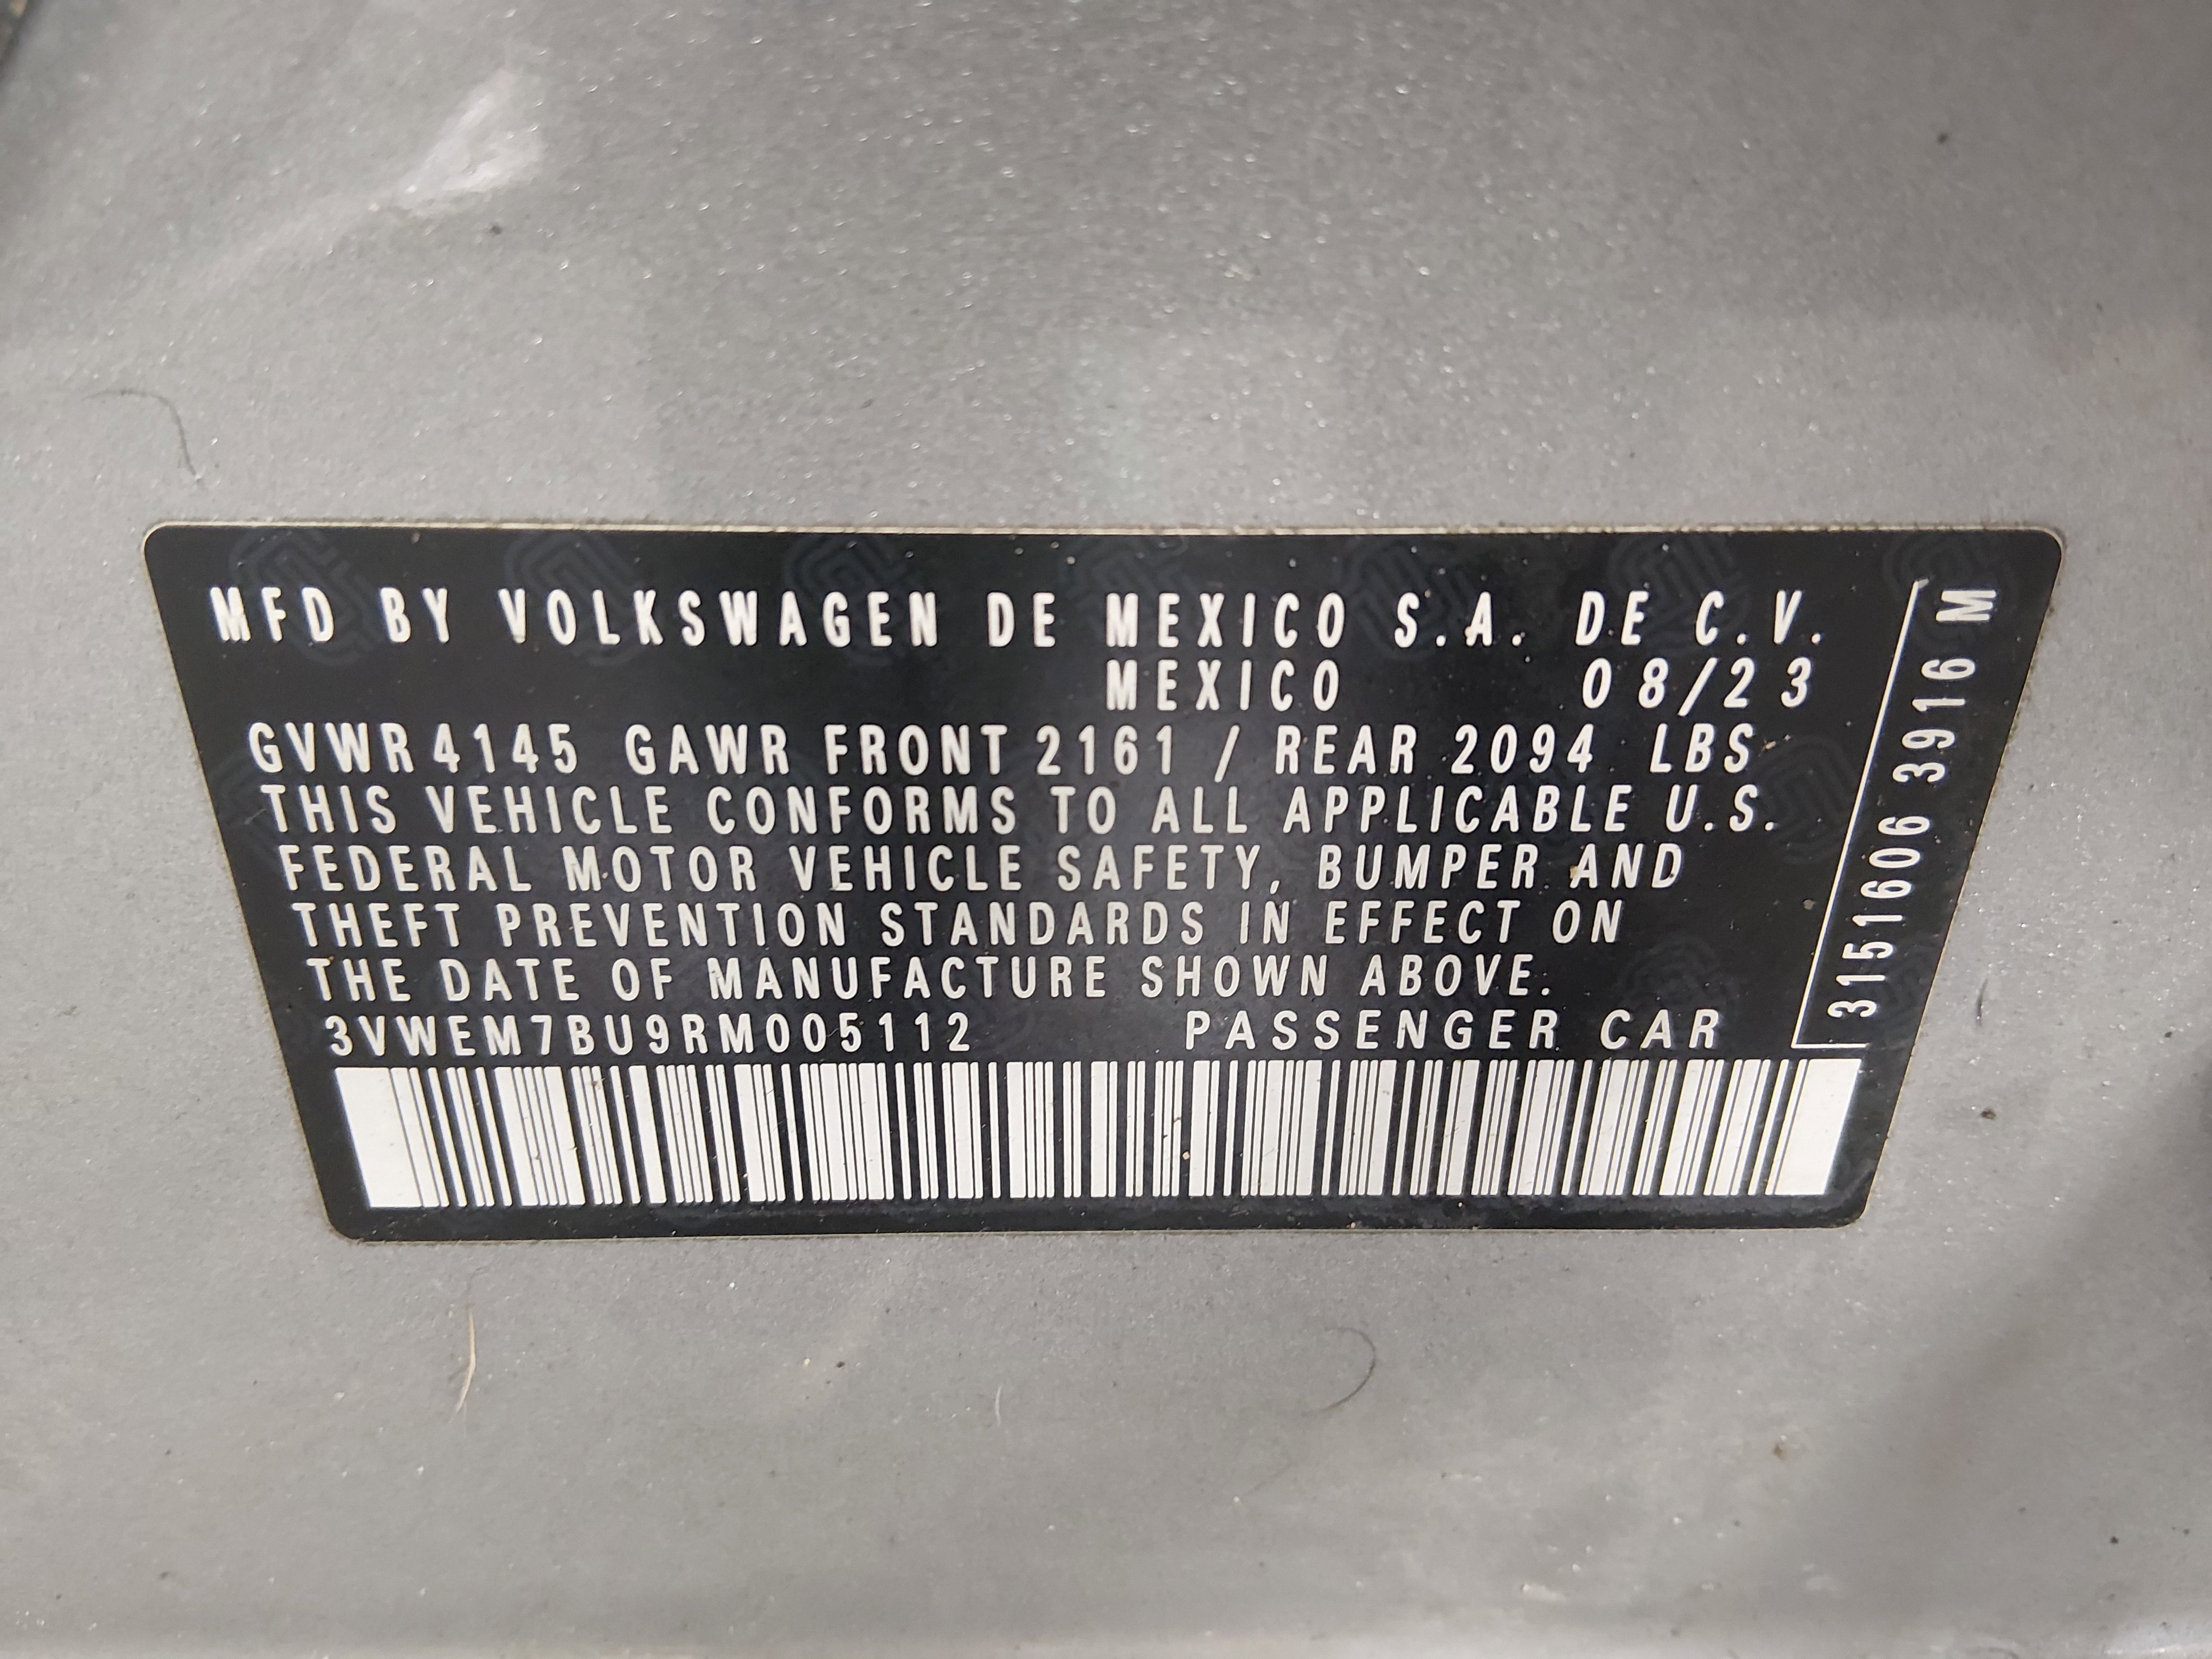 MFD BY VOLKSWAGEN DE MEXICO S.A. DE C.V.
MEXICO 08/23
GVWR 4145 GAWR FRONT 2161 / REAR 2094 LBS
THIS VEHICLE CONFORMS TO ALL APPLICABLE U.S.
FEDERAL MOTOR VEHICLE SAFETY, BUMPER AND
THEFT PREVENTION STANDARDS IN EFFECT ON
THE DATE OF MANUFACTURE SHOWN ABOVE.
3VWEM7BU9RM005112 PASSENGER CAR
3151606 3916 M